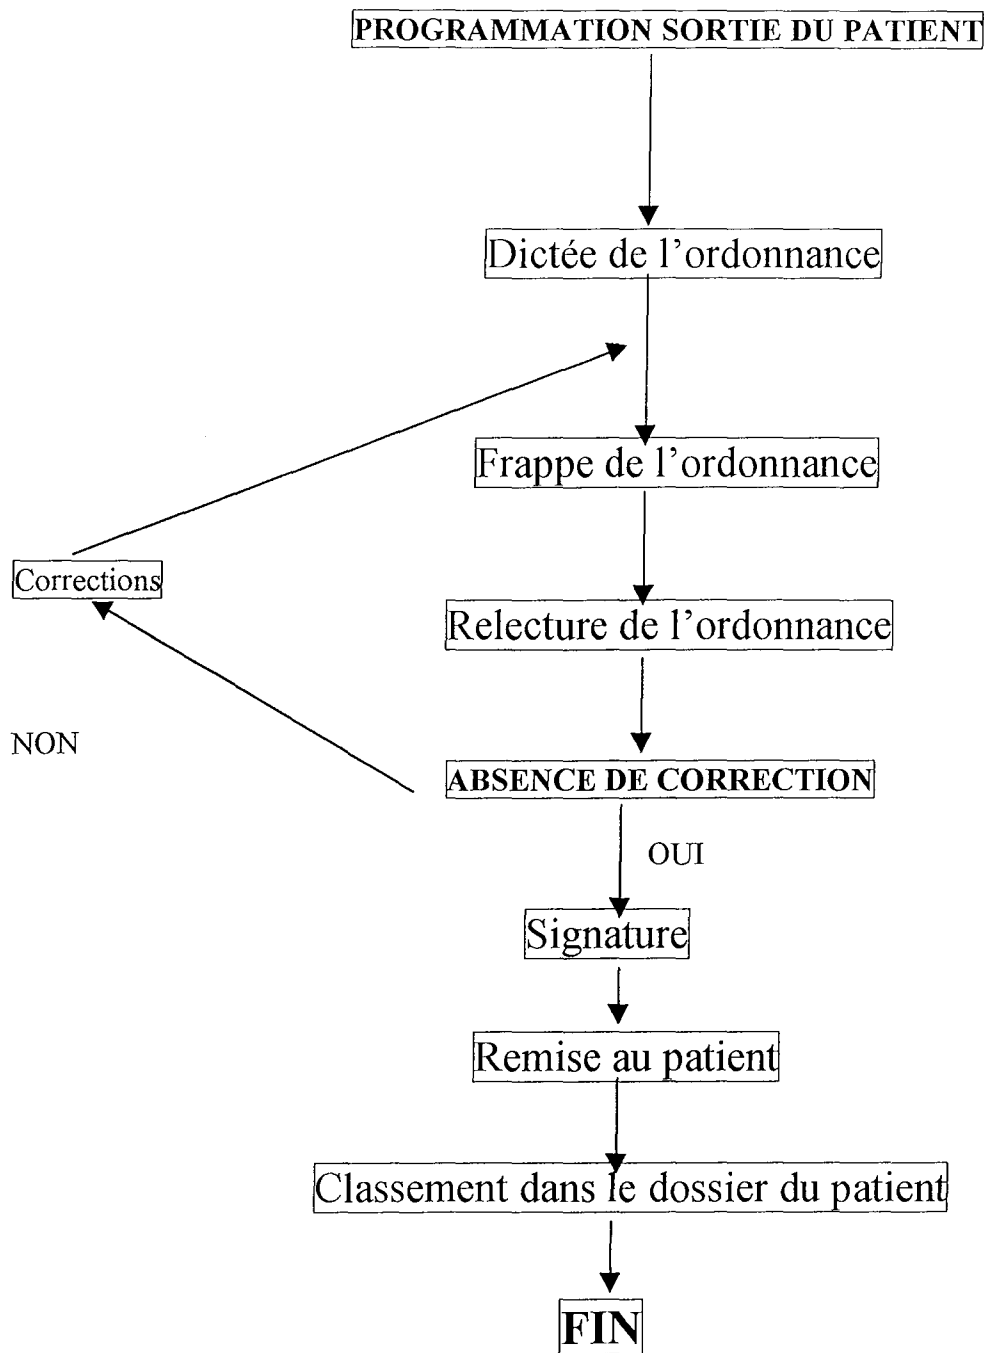 PROGRAMMATION SORTIE DU PATIENT
Dictée de l'ordonnance
Frappe de l'ordonnance
Corrections
Relecture de l'ordonnance
NON
ABSENCE DE CORRECTION
OUI
Signature
Remise au patient
Classement dans le dossier du patient
FIN